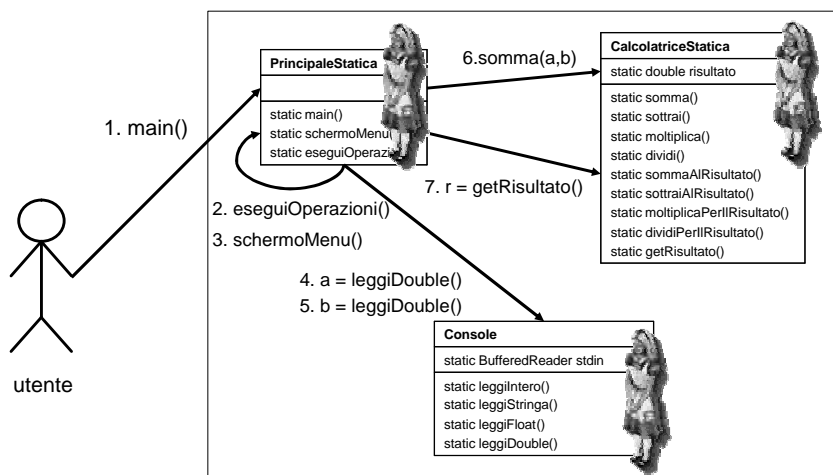 PrincipaleStatica
static main()
static schermoMenu
static eseguiOperazi
CalcolatriceStatica
static double risultato
static somma()
static sottrai()
static moltiplica()
static dividi()
static sommaAlRisultato()
static sottraiAlRisultato()
static moltiplicaPerIlRisultato()
static dividiPerIlRisultato()
static getRisultato()
1. main()
6.somma(a,b)
7. r = getRisultato()
2. eseguiOperazioni()
3. schermoMenu()
4. a = leggiDouble()
5. b = leggiDouble()
Console
static BufferedReader stdin
static leggiIntero()
static leggiStringa()
static leggiFloat()
static leggiDouble()
utente